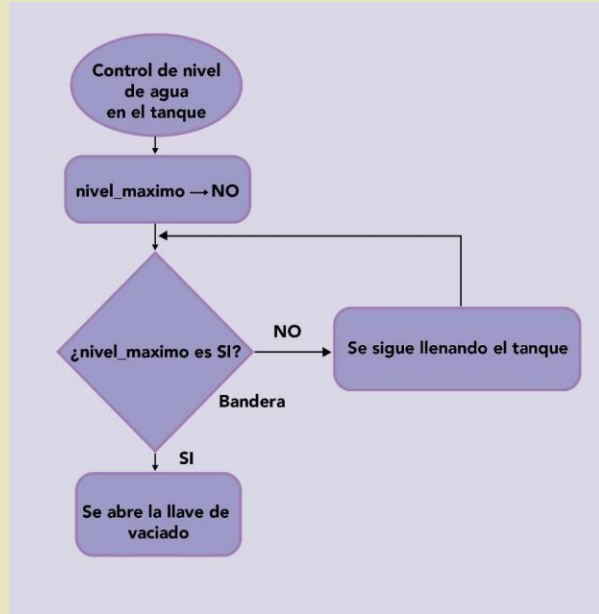 Control de nivel
de agua
en el tanque
nivel_maximo → NO
¿nivel_maximo es SI?
NO
Se sigue llenando el tanque
Bandera
SI
Se abre la llave de
vaciado